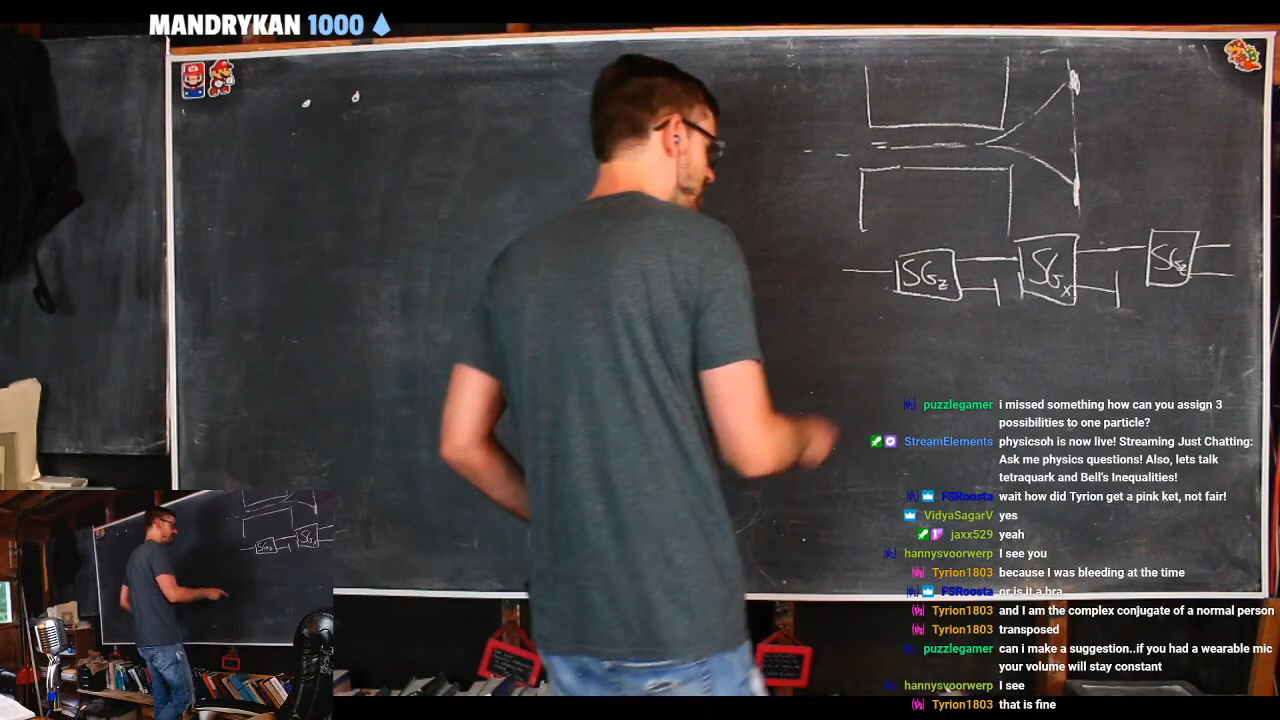 MANDRYKAN 1000
SGz
SGx
SGz
puzzlegamer i missed something how can you assign 3
possibilities to one particle?
StreamElements physicsoh is now live! Streaming Just Chatting:
Ask me physics questions! Also, lets talk
tetraquark and Bell's Inequalities!
FSRoosta wait how did Tyrion get a pink ket, not fair!
VidyaSagarV yes
jaxx529 yeah
hannysvoorwerp I see you
Tyrion1803 because I was bleeding at the time
FSRoosta or is it a bra
Tyrion1803 and I am the complex conjugate of a normal person
Tyrion1803 transposed
puzzlegamer can i make a suggestion..if you had a wearable mic
your volume will stay constant
hannysvoorwerp I see
Tyrion1803 that is fine